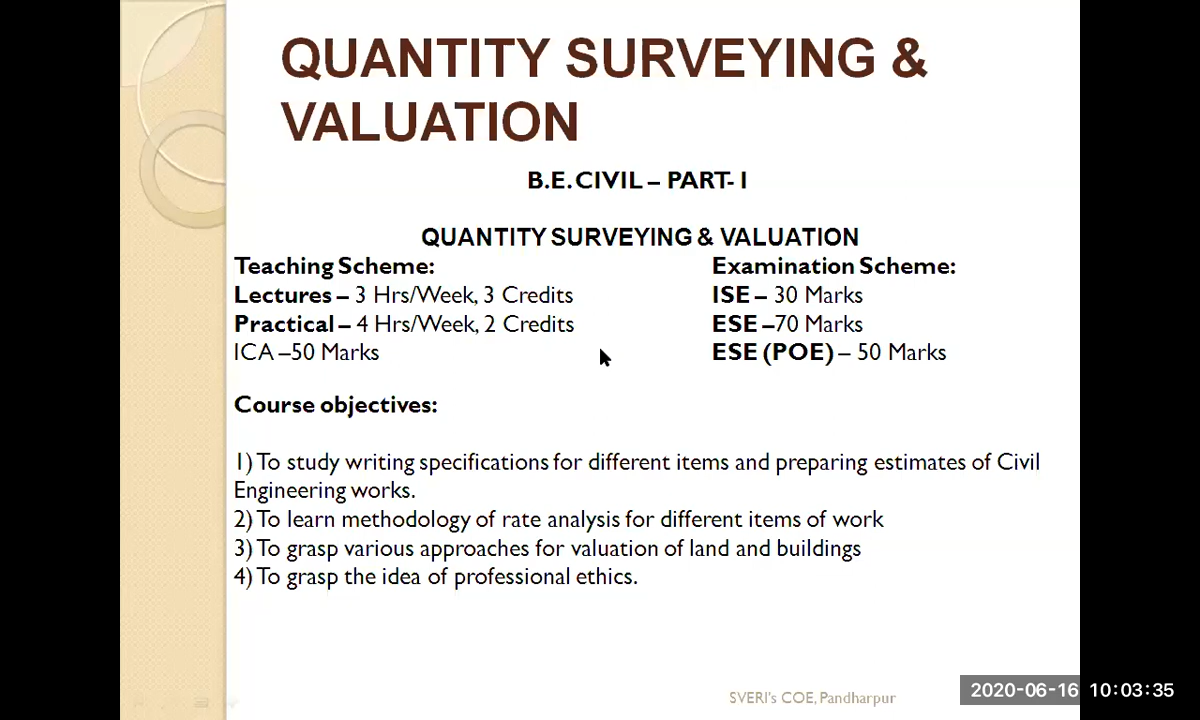 QUANTITY SURVEYING &
VALUATION
B.E. CIVIL – PART- I
QUANTITY SURVEYING & VALUATION
Teaching Scheme: Examination Scheme:
Lectures – 3 Hrs/Week, 3 Credits ISE – 30 Marks
Practical – 4 Hrs/Week, 2 Credits ESE –70 Marks
ICA –50 Marks ESE (POE) – 50 Marks
Course objectives:
1) To study writing specifications for different items and preparing estimates of Civil
Engineering works.
2) To learn methodology of rate analysis for different items of work
3) To grasp various approaches for valuation of land and buildings
4) To grasp the idea of professional ethics.
SVERI's COE, Pandharpur
2020-06-16 10:03:35